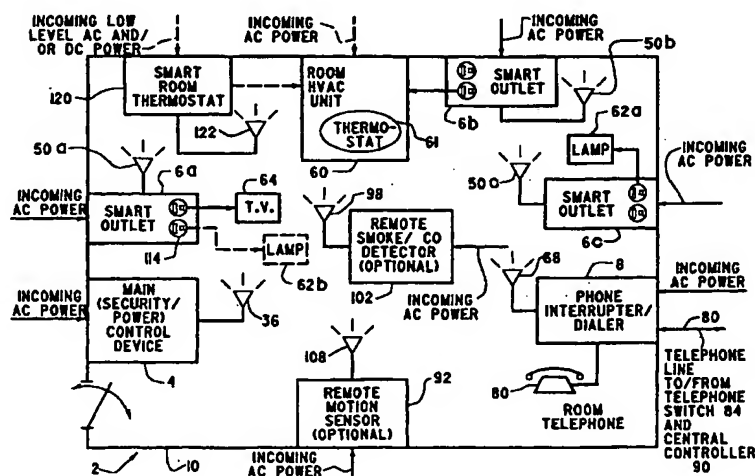 INCOMING LOW
LEVEL AC AND/
OR DC POWER
INCOMING
AC POWER
INCOMING
AC POWER
50b
120
SMART
ROOM
THERMOSTAT
122
ROOM
HVAC
UNIT
THERMO-
STAT
61
60
SMART
OUTLET
6b
62a
LAMP
INCOMING
AC POWER
50a
6a
INCOMING
AC POWER
SMART
OUTLET
114
64
T.V.
LAMP
62b
98
REMOTE
SMOKE/ CO
DETECTOR
(OPTIONAL)
102
INCOMING
AC POWER
50a
SMART
OUTLET
6c
INCOMING
AC POWER
MAIN
(SECURITY/
POWER)
CONTROL
DEVICE
4
36
68
8
PHONE
INTERRUPTER/
DIALER
INCOMING
AC POWER
80
TELEPHONE
LINE
TO/FROM
TELEPHONE
SWITCH 84
AND
CENTRAL
CONTROLLER
90
80
ROOM
TELEPHONE
108
REMOTE
MOTION
SENSOR
(OPTIONAL)
92
INCOMING
AC POWER
2
10